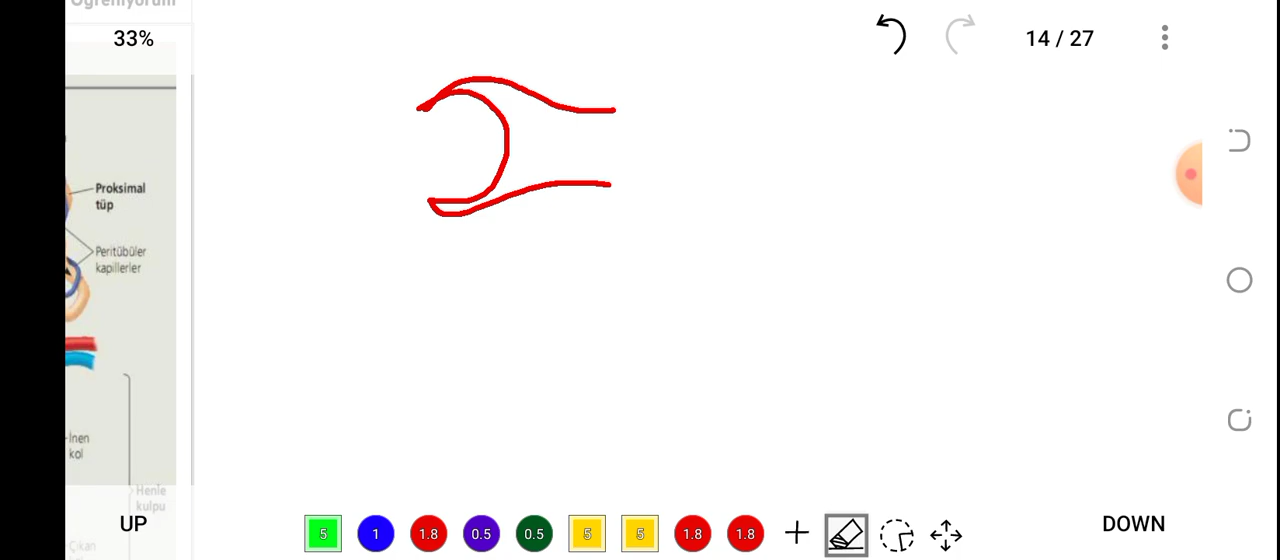 Öğreniyorum
33%
14 / 27
Proksimal
tüp
Peritübüler
kapillerler
İnen
kol
Henle
kulpu
Çıkan
UP
5
1
1.8
0.5
0.5
5
5
1.8
1.8
DOWN